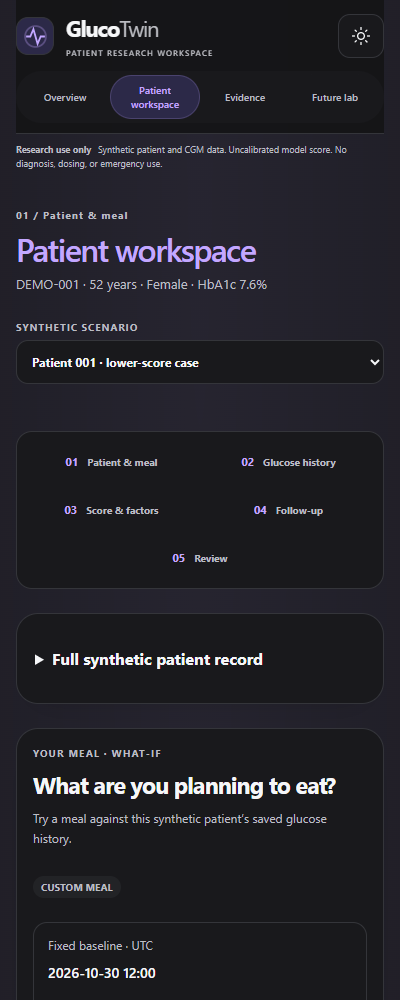 GlucoTwin
PATIENT RESEARCH WORKSPACE
Overview
Patient
workspace
Evidence
Future lab
Research use only Synthetic patient and CGM data. Uncalibrated model score. No
diagnosis, dosing, or emergency use.
01 / Patient & meal
Patient workspace
DEMO-001 · 52 years · Female · HbA1c 7.6%
SYNTHETIC SCENARIO
Patient 001 · lower-score case
01 Patient & meal
02 Glucose history
03 Score & factors
04 Follow-up
05 Review
Full synthetic patient record
YOUR MEAL · WHAT-IF
What are you planning to eat?
Try a meal against this synthetic patient's saved glucose
history.
CUSTOM MEAL
Fixed baseline · UTC
2026-10-30 12:00